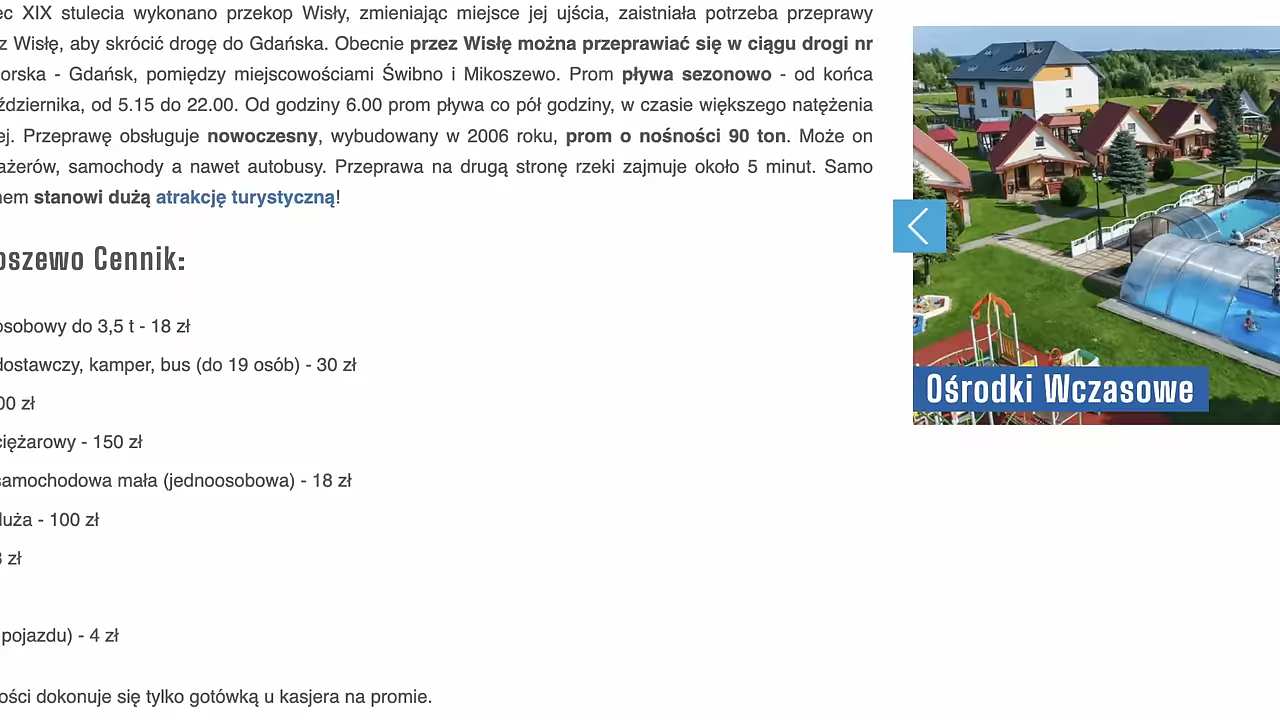 ec XIX stulecia wykonano przekop Wisły, zmieniając miejsce jej ujścia, zaistniała potrzeba przeprawy
z Wisłę, aby skrócić drogę do Gdańska. Obecnie przez Wisłę można przeprawiać się w ciągu drogi nr
orska - Gdańsk, pomiędzy miejscowościami Świbno i Mikoszewo. Prom pływa sezonowo - od końca
ździernika, od 5.15 do 22.00. Od godziny 6.00 prom pływa co pół godziny, w czasie większego natężenia
ej. Przeprawę obsługuje nowoczesny, wybudowany w 2006 roku, prom o nośności 90 ton. Może on
ażerów, samochody a nawet autobusy. Przeprawa na drugą stronę rzeki zajmuje około 5 minut. Samo
nem stanowi dużą atrakcję turystyczną!
oszewo Cennik:
osobowy do 3,5 t - 18 zł
dostawczy, kamper, bus (do 19 osób) - 30 zł
00 zł
ciężarowy - 150 zł
samochodowa mała (jednoosobowa) - 18 zł
duża - 100 zł
zł
pojazdu) - 4 zł
ości dokonuje się tylko gotówką u kasjera na promie.
Ośrodki Wczasowe